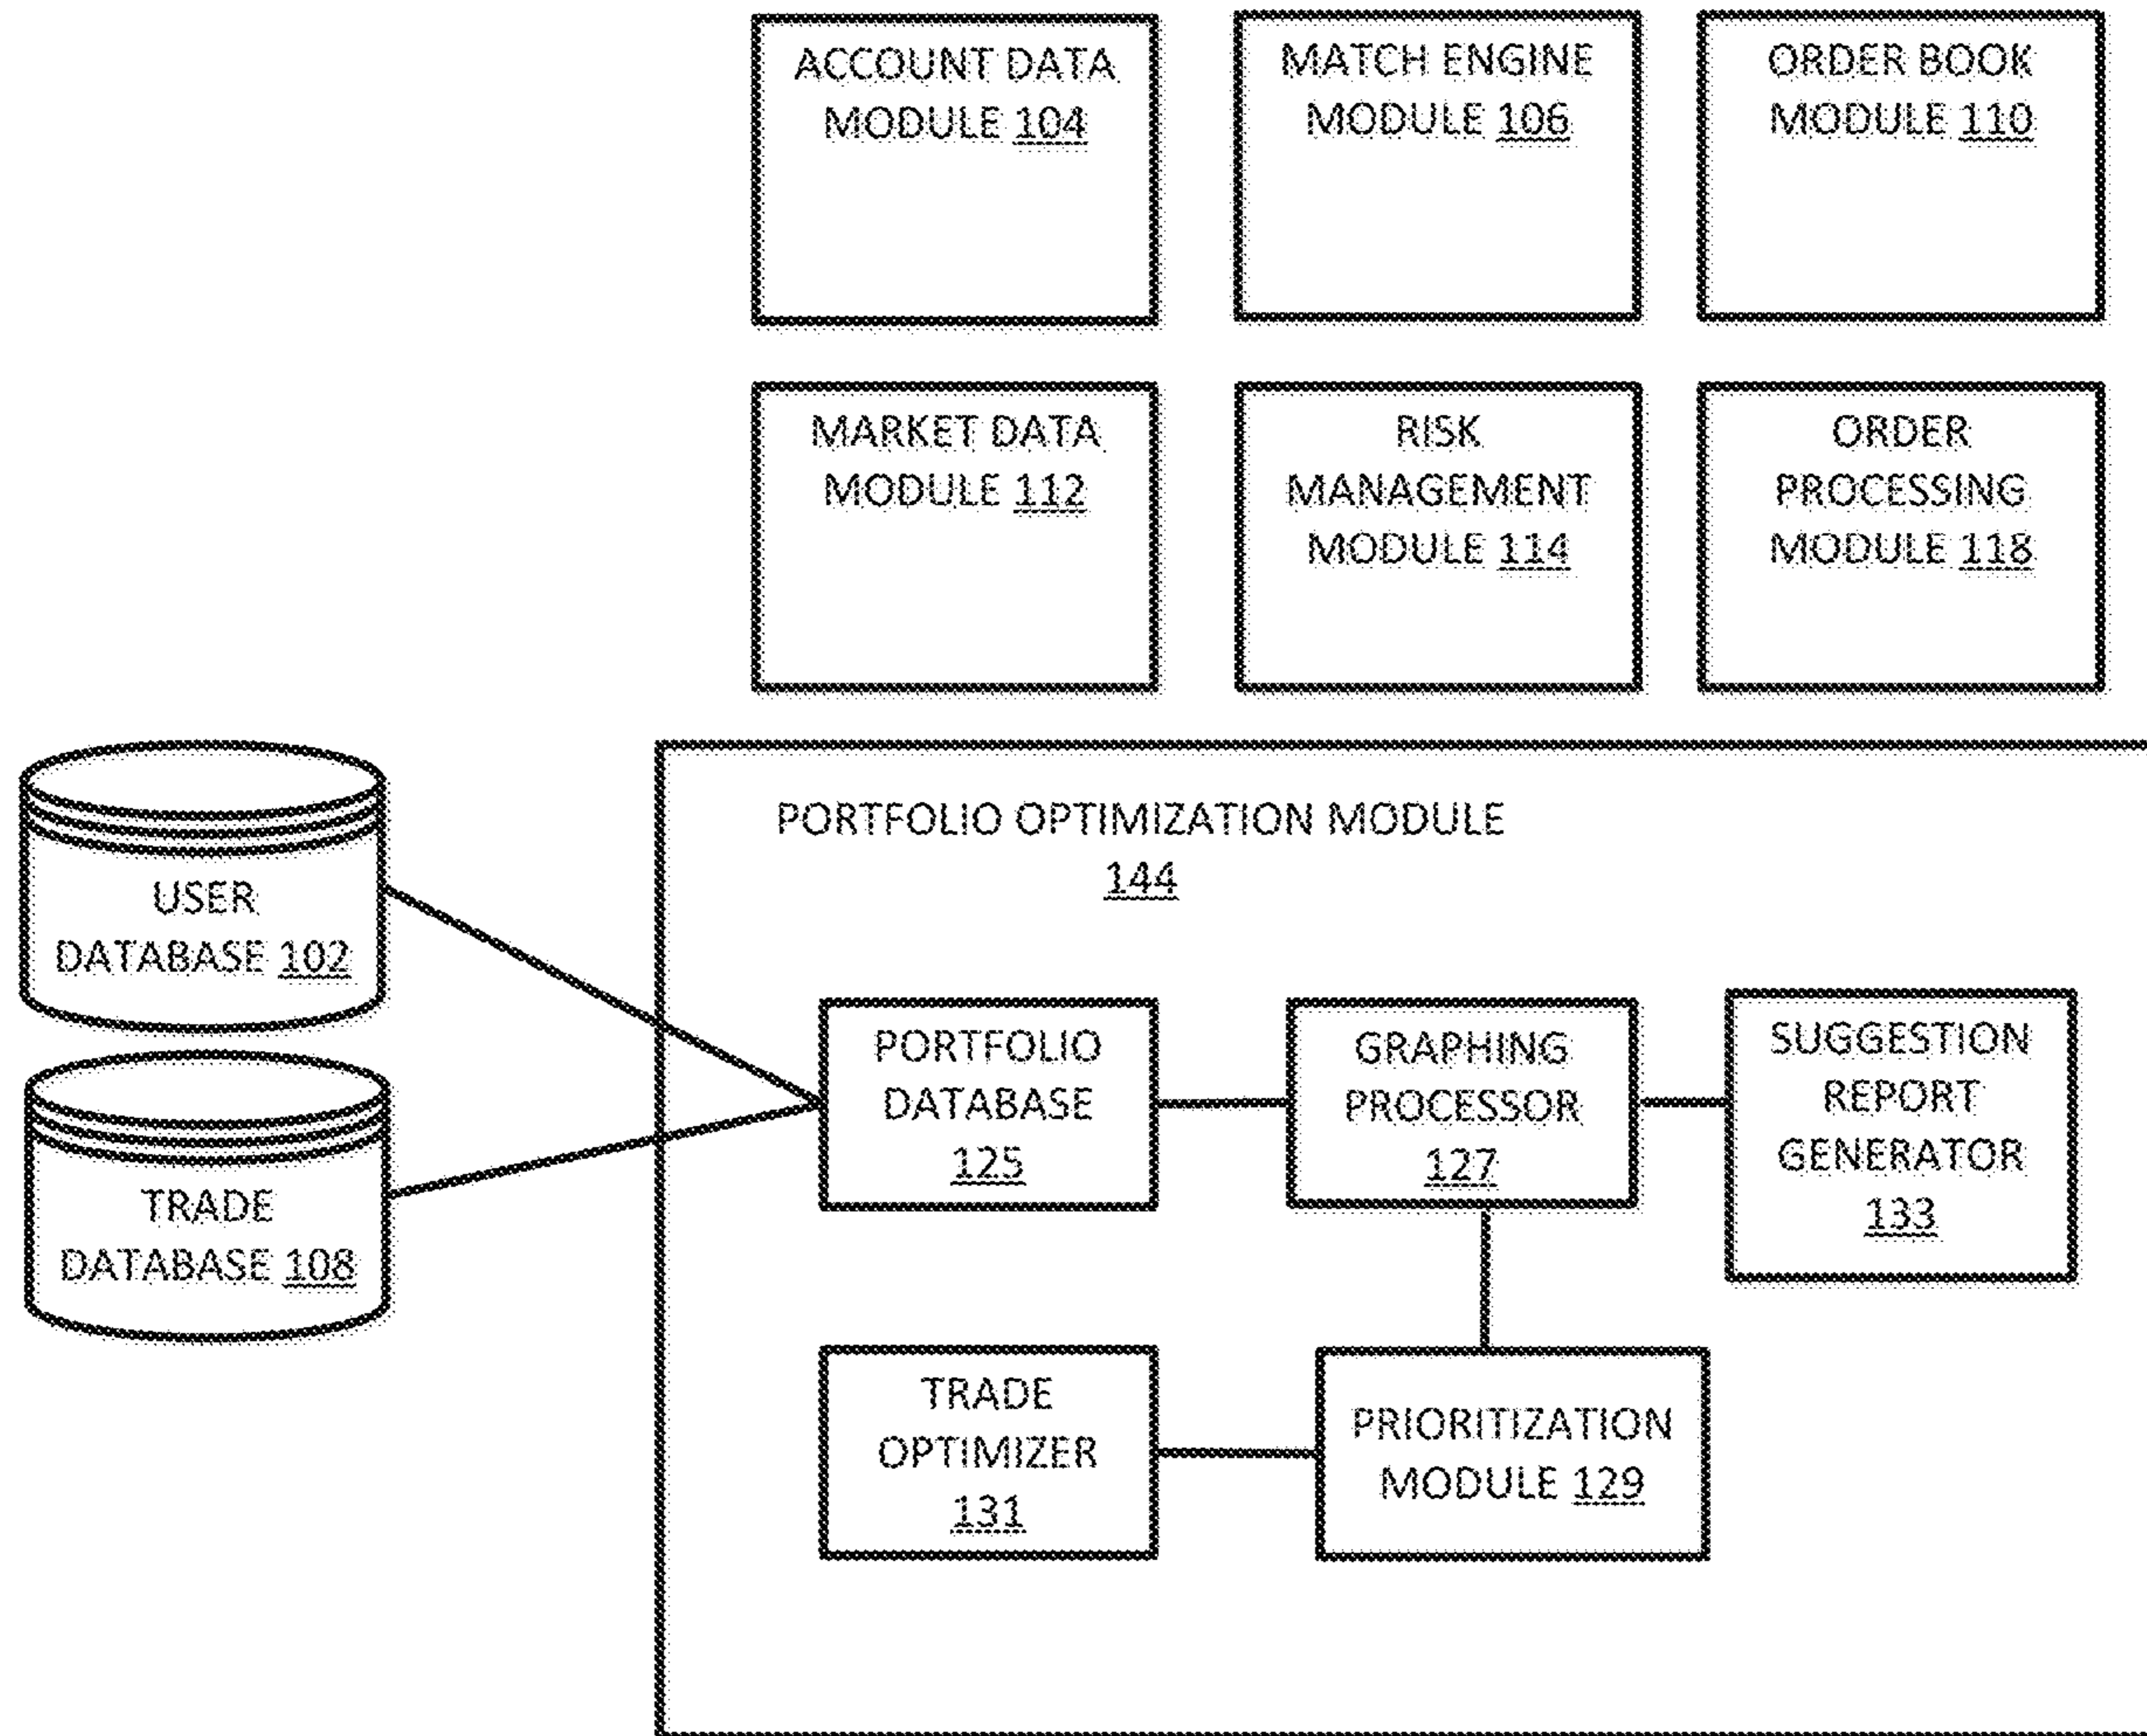 ACCOUNT DATA
MODULE 104
MATCH ENGINE
MODULE 106
ORDER BOOK
MODULE 110
MARKET DATA
MODULE 112
RISK
MANAGEMENT
MODULE 114
ORDER
PROCESSING
MODULE 118
USER
DATABASE 102
TRADE
DATABASE 108
PORTFOLIO OPTIMIZATION MODULE
144
PORTFOLIO
DATABASE
125
GRAPHING
PROCESSOR
127
SUGGESTION
REPORT
GENERATOR
133
TRADE
OPTIMIZER
131
PRIORITIZATION
MODULE 129